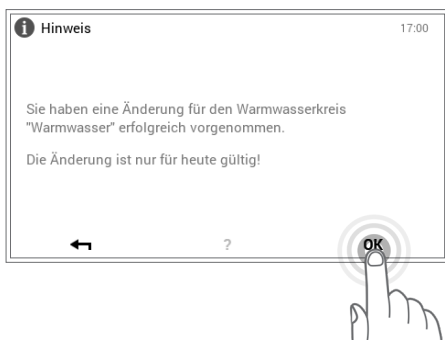 i Hinweis 17:00
Sie haben eine Änderung für den Warmwasserkreis
"Warmwasser" erfolgreich vorgenommen.
Die Änderung ist nur für heute gültig!
? OK